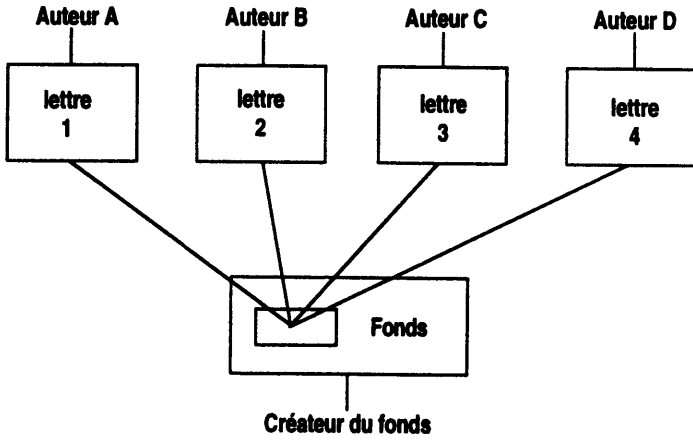 Auteur A
Auteur B
Auteur C
Auteur D
lettre
1
lettre
2
lettre
3
lettre
4
Fonds
Créateur du fonds